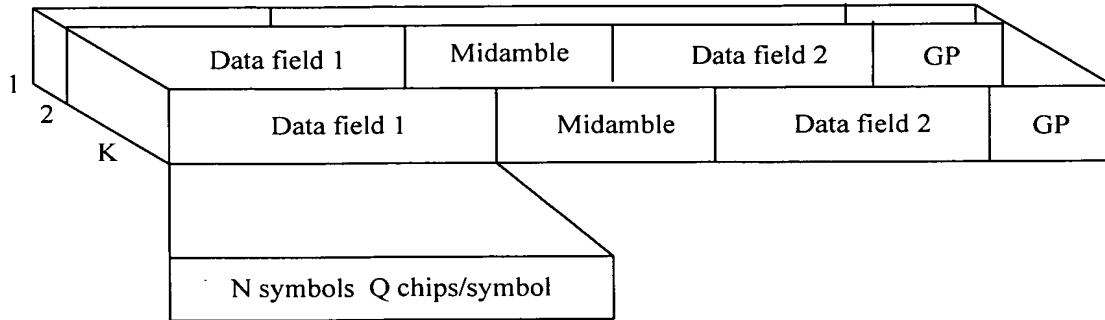 Data field 1 Midamble Data field 2 GP
1
2
K
Data field 1 Midamble Data field 2 GP
N symbols Q chips/symbol